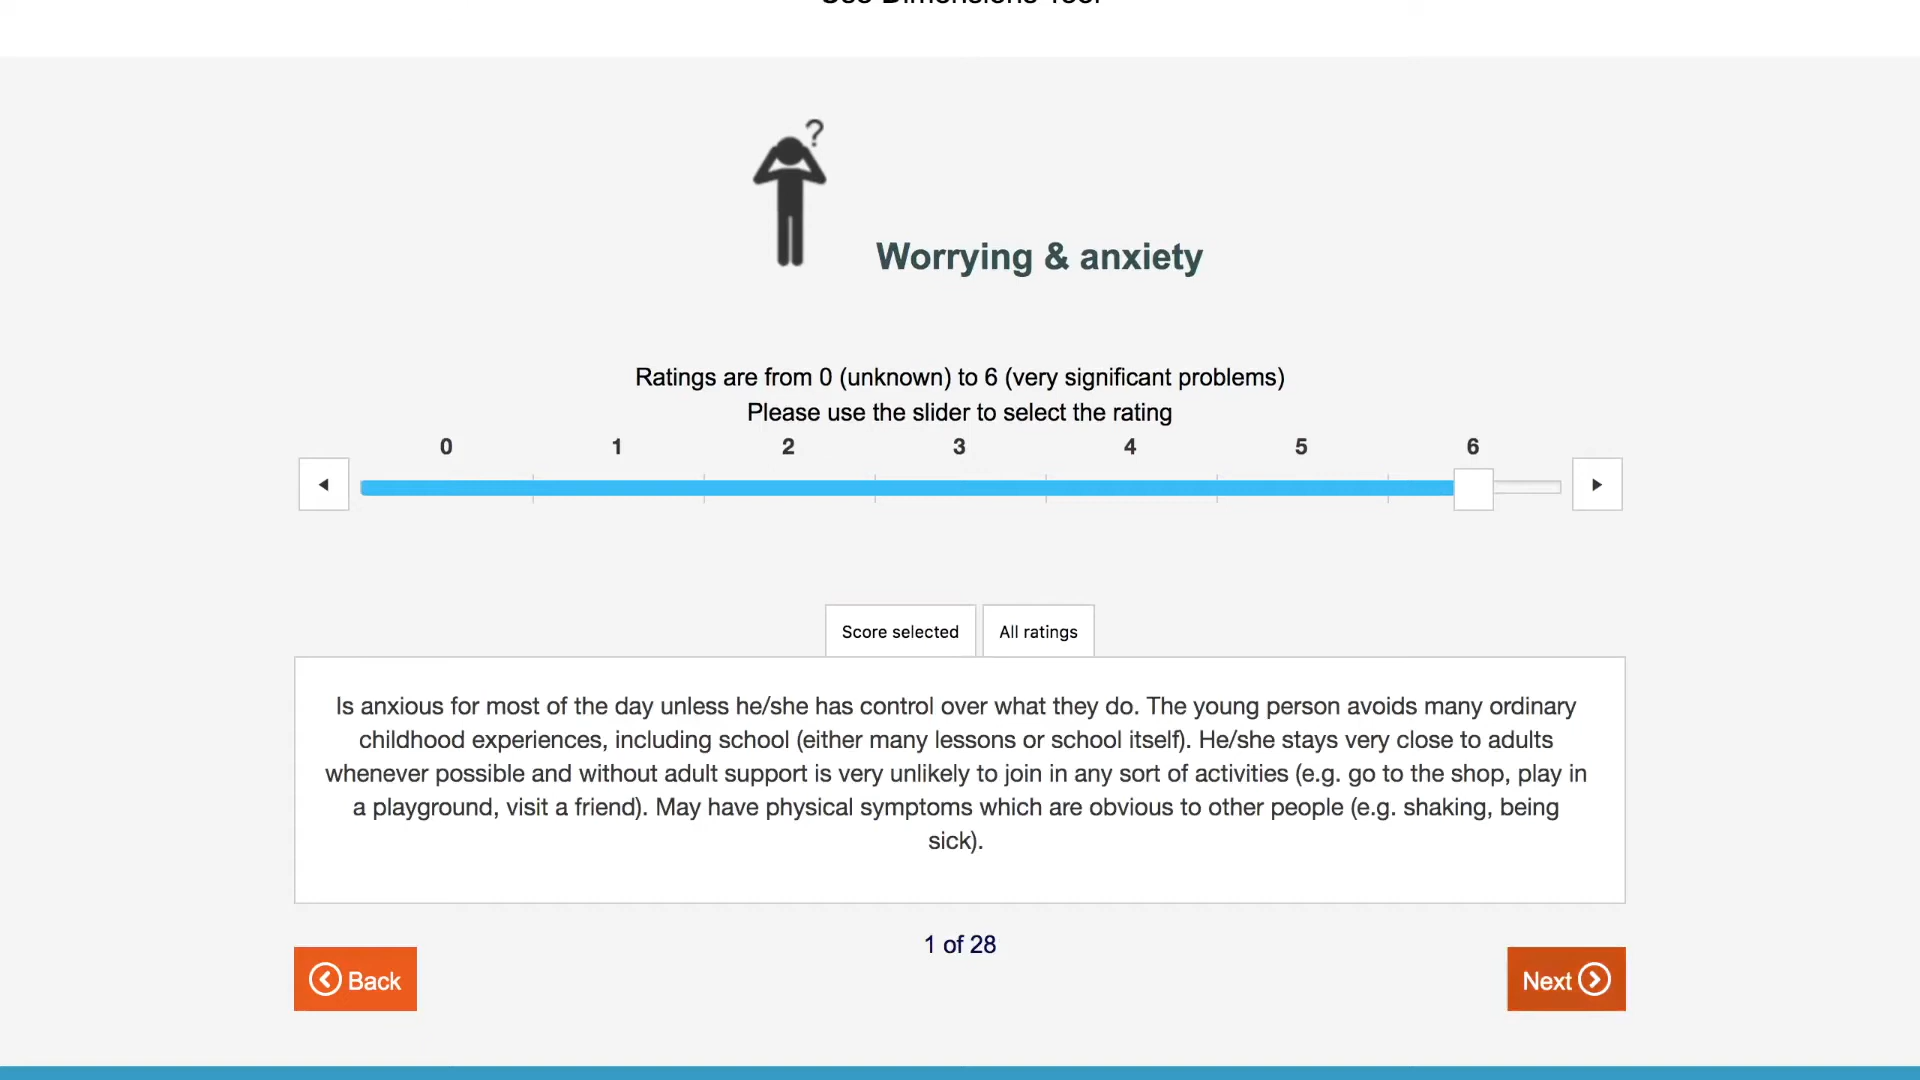 Use Dimensions Tool
?
Worrying & anxiety
Ratings are from 0 (unknown) to 6 (very significant problems)
Please use the slider to select the rating
0 1 2 3 4 5 6
Score selected All ratings
Is anxious for most of the day unless he/she has control over what they do. The young person avoids many ordinary
childhood experiences, including school (either many lessons or school itself). He/she stays very close to adults
whenever possible and without adult support is very unlikely to join in any sort of activities (e.g. go to the shop, play in
a playground, visit a friend). May have physical symptoms which are obvious to other people (e.g. shaking, being
sick).
1 of 28
Back Next